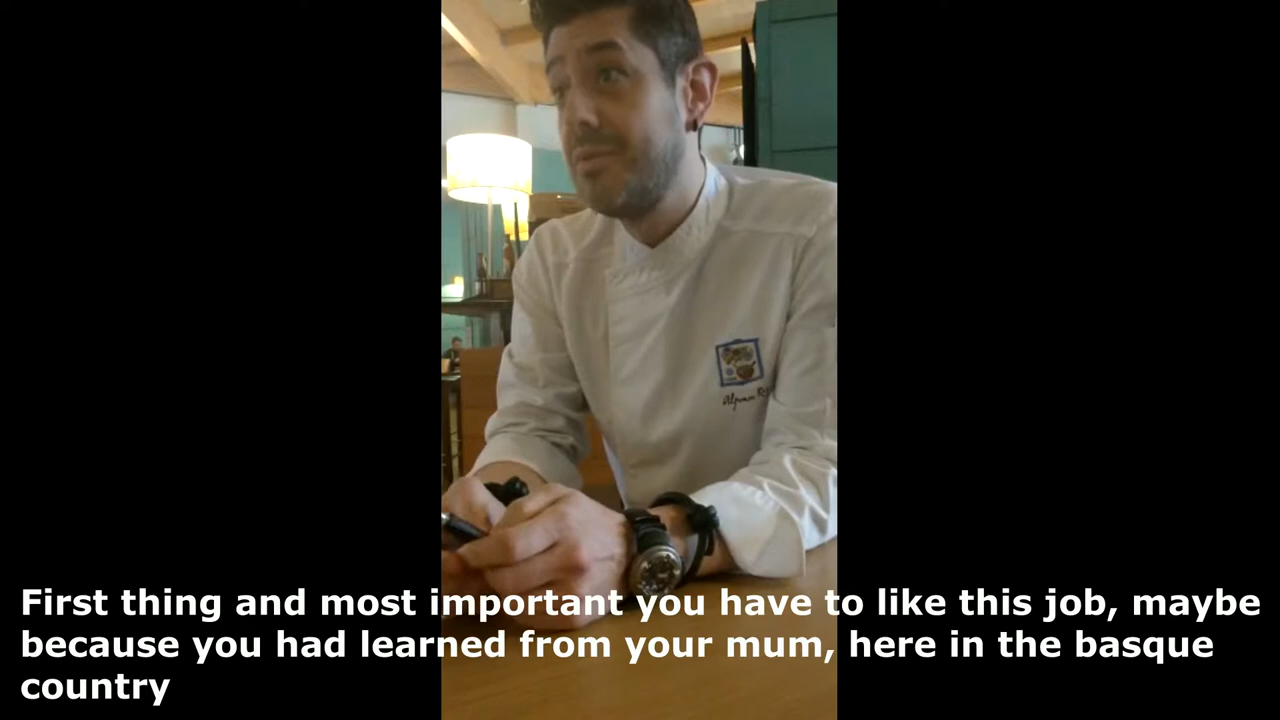 First thing and most important you have to like this job, maybe
because you had learned from your mum, here in the basque
country